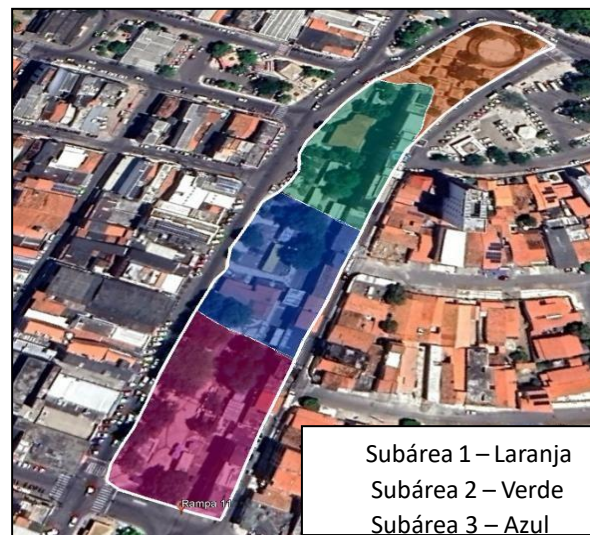 Rampa 11
Subárea 1 – Laranja
Subárea 2 – Verde
Subárea 3 – Azul